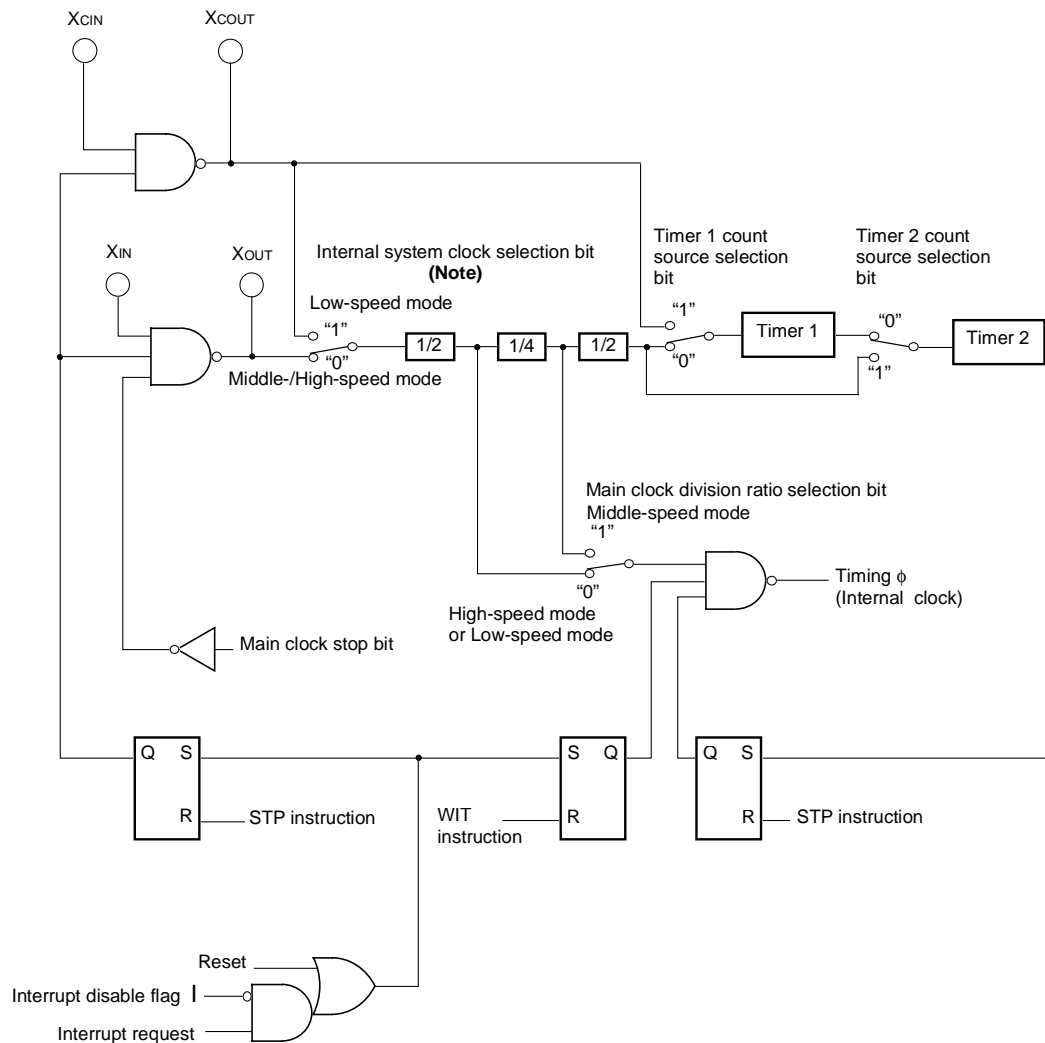 XCIN
XCOUT
XIN
XOUT
Internal system clock selection bit
(Note)
Low-speed mode
“1”
“0”
Middle-/High-speed mode
1/2
1/4
1/2
Timer 1 count
source selection
bit
“1”
“0”
Timer 1
Timer 2 count
source selection
bit
“0”
“1”
Timer 2
Main clock division ratio selection bit
Middle-speed mode
“1”
“0”
High-speed mode
or Low-speed mode
Timing ϕ
(Internal clock)
Main clock stop bit
Q S
R
STP instruction
S Q
R
WIT
instruction
Q S
R
STP instruction
Reset
Interrupt disable flag I
Interrupt request